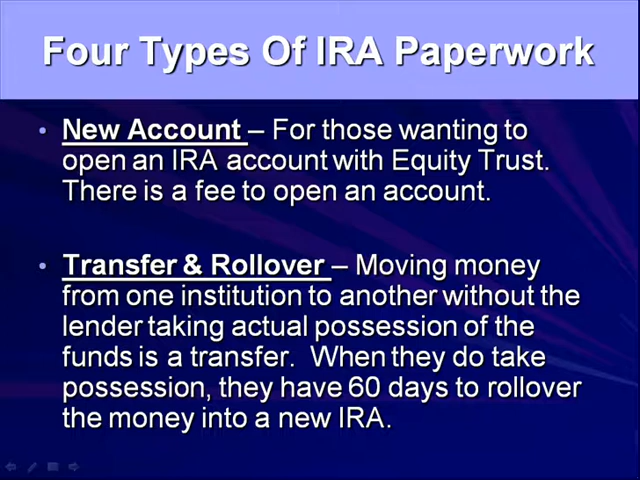 Four Types Of IRA Paperwork
• New Account – For those wanting to
open an IRA account with Equity Trust.
There is a fee to open an account.
• Transfer & Rollover – Moving money
from one institution to another without the
lender taking actual possession of the
funds is a transfer.  When they do take
possession, they have 60 days to rollover
the money into a new IRA.